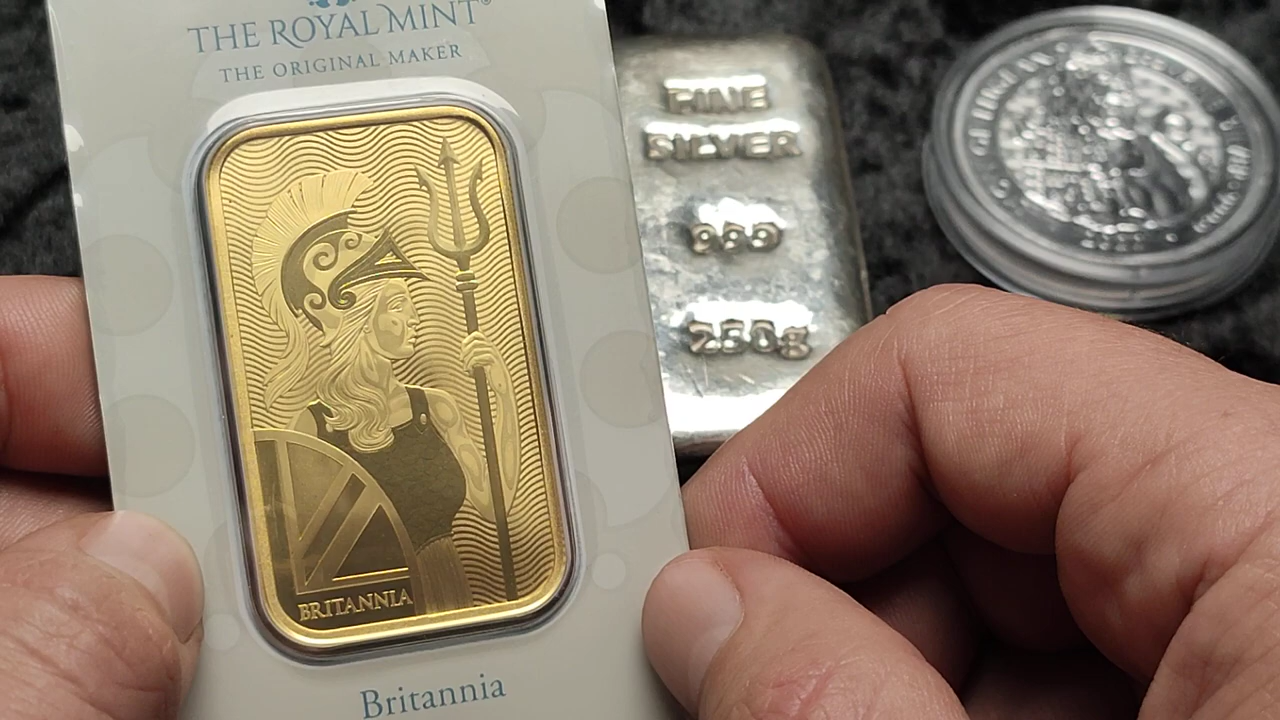 THE ROYAL MINT®
THE ORIGINAL MAKER
BRITANNIA
Britannia
FINE
SILVER
999
250g